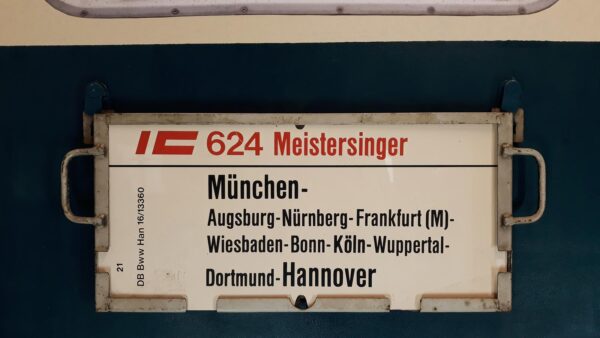 IC 624 Meistersinger
München-
Augsburg-Nürnberg-Frankfurt (M)-
Wiesbaden-Bonn-Köln-Wuppertal-
Dortmund-Hannover
21
DB Bww Han 16/13360